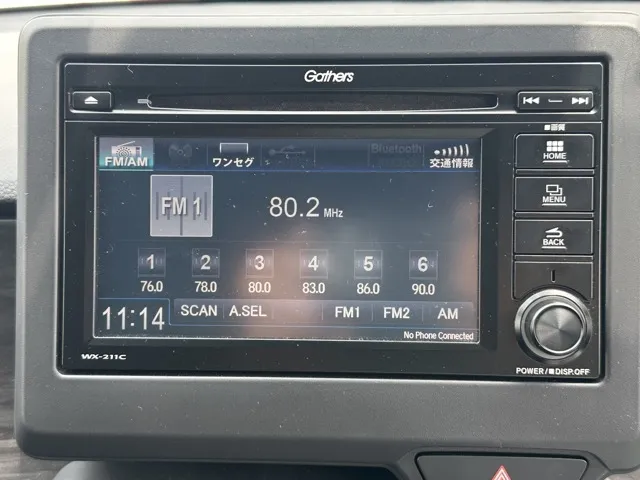 Gathers
■画質
FM/AM
ワンセグ
Bluetooth
交通情報
HOME
FM 1
80.2 MHz
MENU
1 2 3 4 5 6
76.0 78.0 80.0 83.0 86.0 90.0
BACK
11:14
SCAN A.SEL FM1 FM2 AM
No Phone Connected
WX-211C
POWER/■DISP.OFF